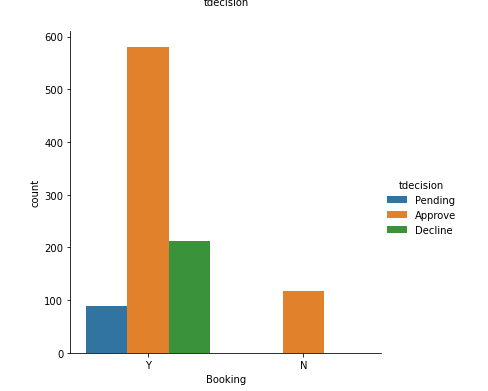 tdecision
600
500
400
300
200
100
0
count
Y
N
Booking
tdecision
Pending
Approve
Decline